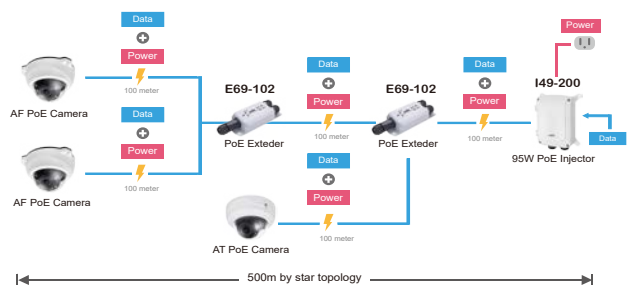 Data
Power
100 meter
AF PoE Camera
Data
Power
100 meter
AF PoE Camera
E69-102
PoE Exteder
Data
Power
100 meter
E69-102
PoE Exteder
Data
Power
100 meter
AT PoE Camera
Data
Power
100 meter
Power
I49-200
Data
95W PoE Injector
500m by star topology